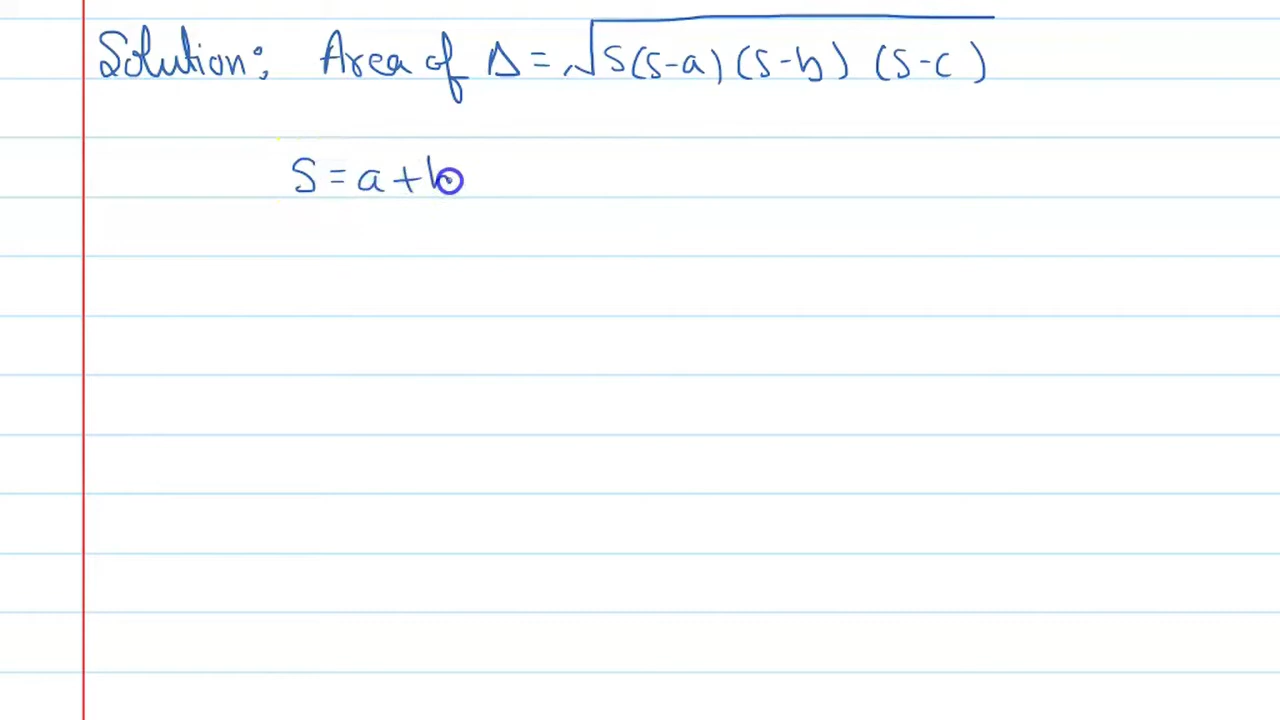 Solution: Area of Δ = √S(S-a)(S-b)(S-c)
S = a + b